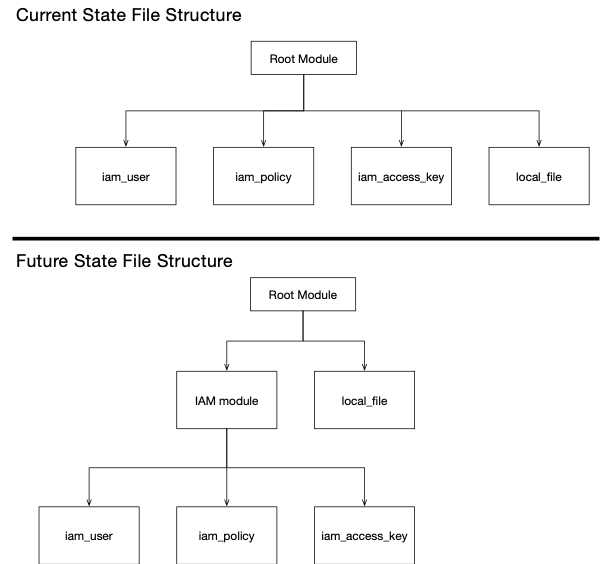 Current State File Structure
Root Module
iam_user
iam_policy
iam_access_key
local_file
Future State File Structure
Root Module
IAM module
local_file
iam_user
iam_policy
iam_access_key